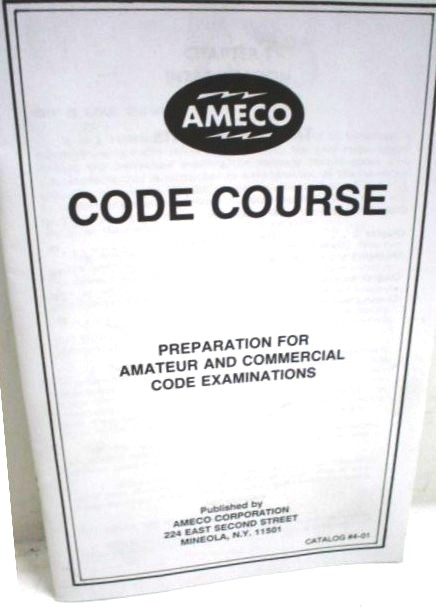 AMECO
CODE COURSE
PREPARATION FOR
AMATEUR AND COMMERCIAL
CODE EXAMINATIONS
Published by
AMECO CORPORATION
224 EAST SECOND STREET
MINEOLA, N.Y. 11501
CATALOG #4-01